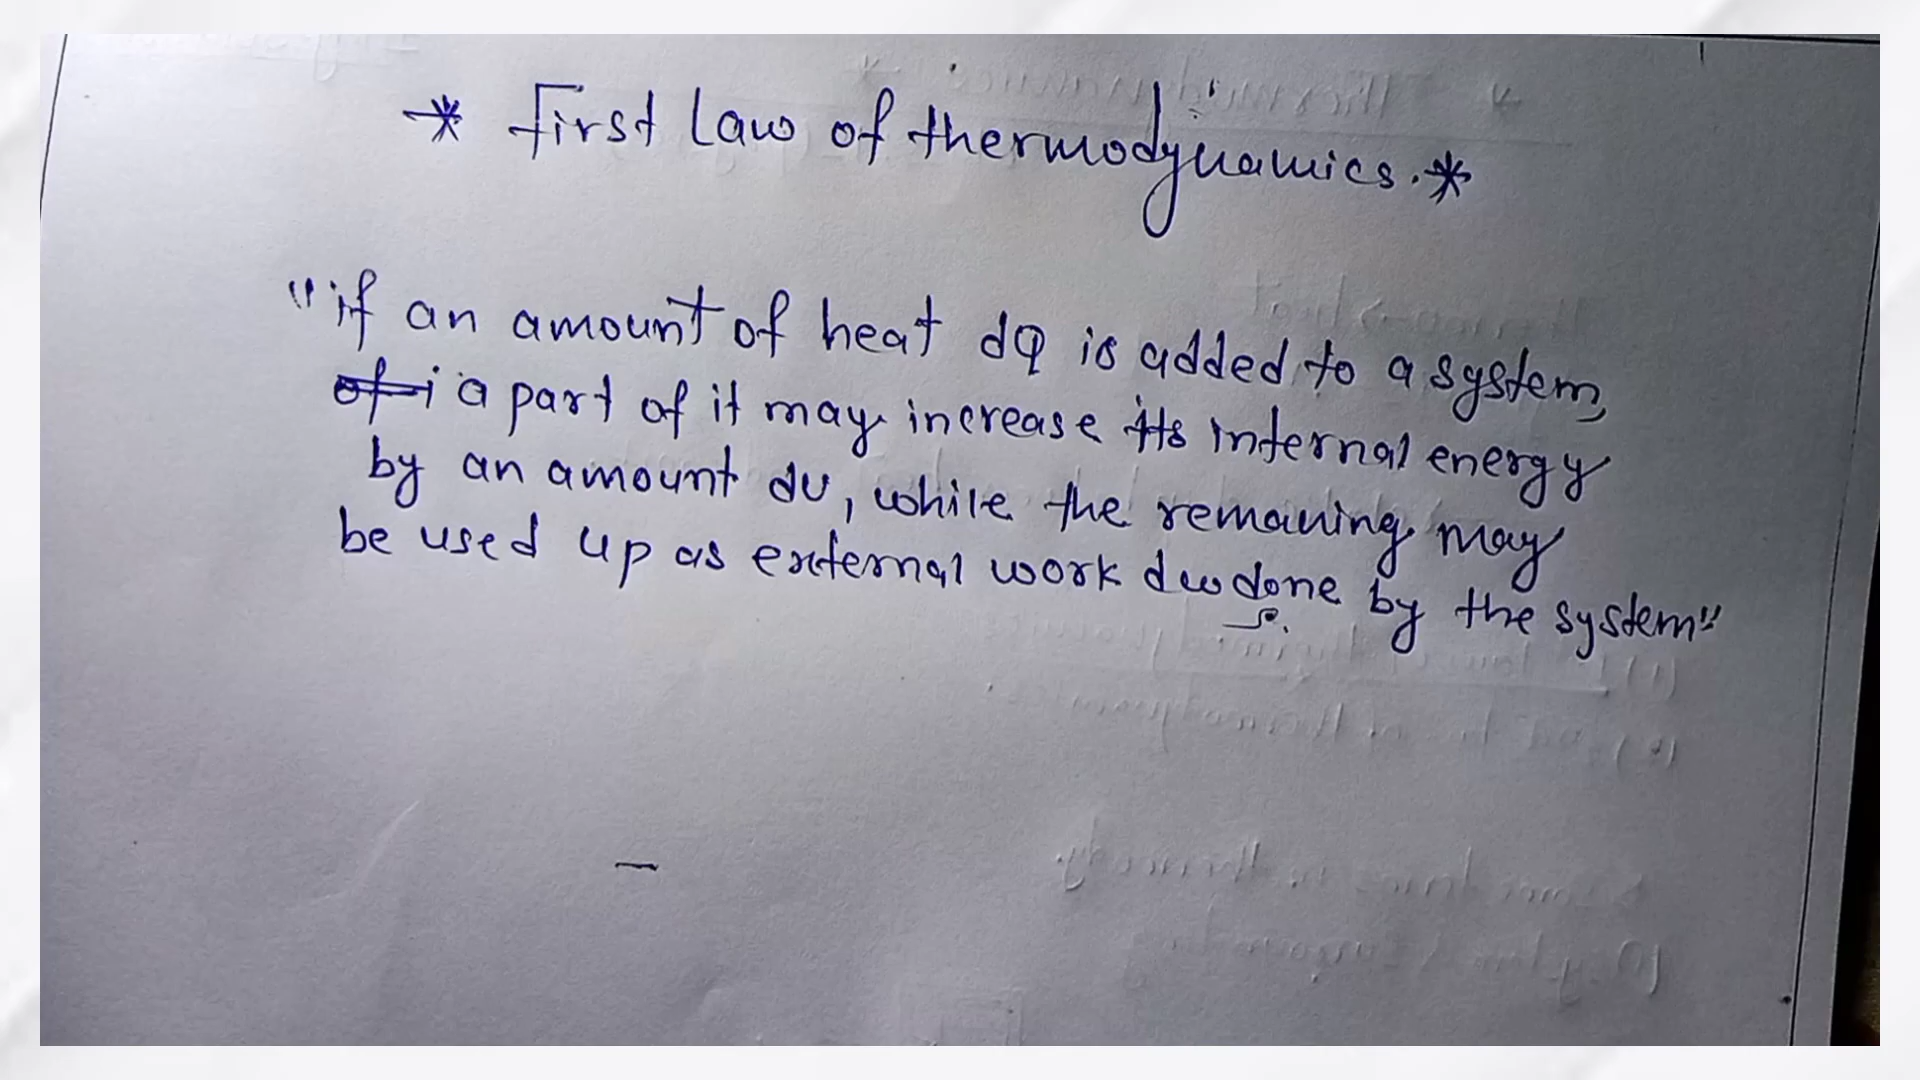 * First Law of thermodynamics.*
"if an amount of heat dQ is added to a system,
a part of it may increase its internal energy
by an amount du, while the remaining may
be used up as external work dw done by the system"